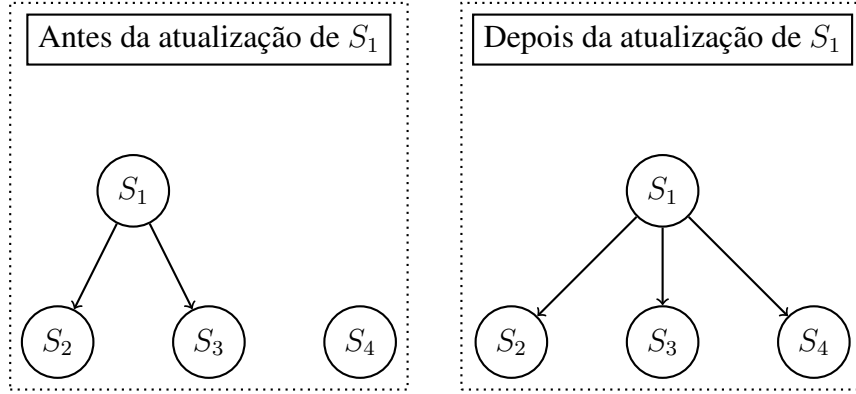 Antes da atualização de S₁
S₁
S₂ S₃ S₄
Depois da atualização de S₁
S₁
S₂ S₃ S₄